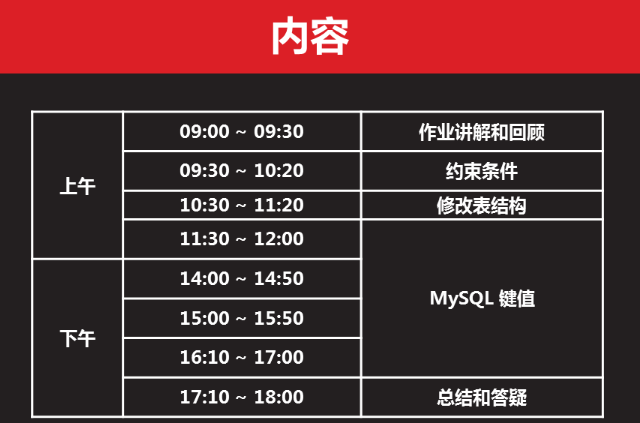 内容
上午
09:00 ~ 09:30 作业讲解和回顾
09:30 ~ 10:20 约束条件
10:30 ~ 11:20 修改表结构
11:30 ~ 12:00
MySQL 键值
下午
14:00 ~ 14:50
15:00 ~ 15:50
16:10 ~ 17:00
17:10 ~ 18:00 总结和答疑